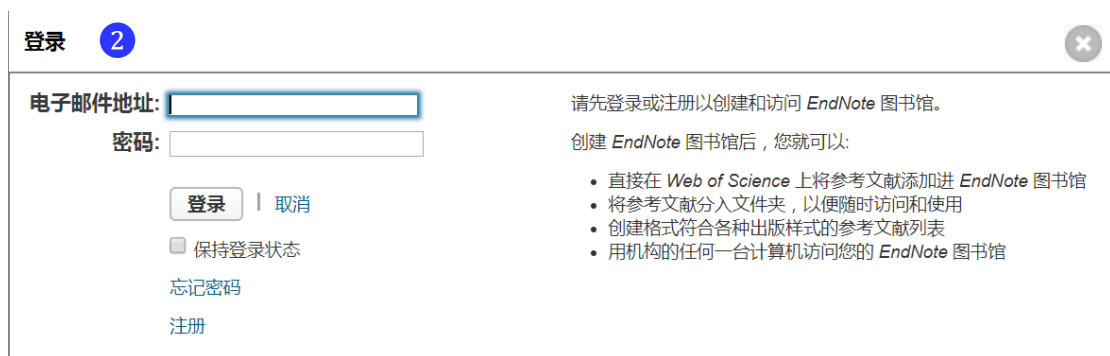 登录 2
电子邮件地址:
密码:
登录 | 取消
保持登录状态
忘记密码
注册
请先登录或注册以创建和访问 EndNote 图书馆。
创建 EndNote 图书馆后，您就可以:
• 直接在 Web of Science 上将参考文献添加进 EndNote 图书馆
• 将参考文献分入文件夹，以便随时访问和使用
• 创建格式符合各种出版样式的参考文献列表
• 用机构的任何一台计算机访问您的 EndNote 图书馆